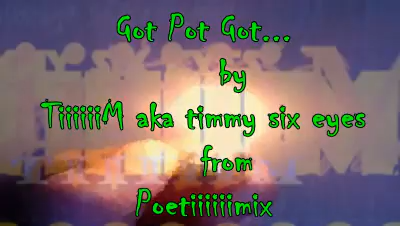 Got Pot Got...
by
TiiiiiiM aka timmy six eyes
from
Poetiiiiiimix